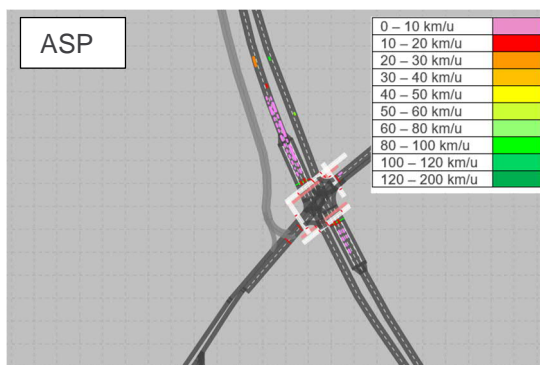 ASP
0 – 10 km/u
10 – 20 km/u
20 – 30 km/u
30 – 40 km/u
40 – 50 km/u
50 – 60 km/u
60 – 80 km/u
80 – 100 km/u
100 – 120 km/u
120 – 200 km/u